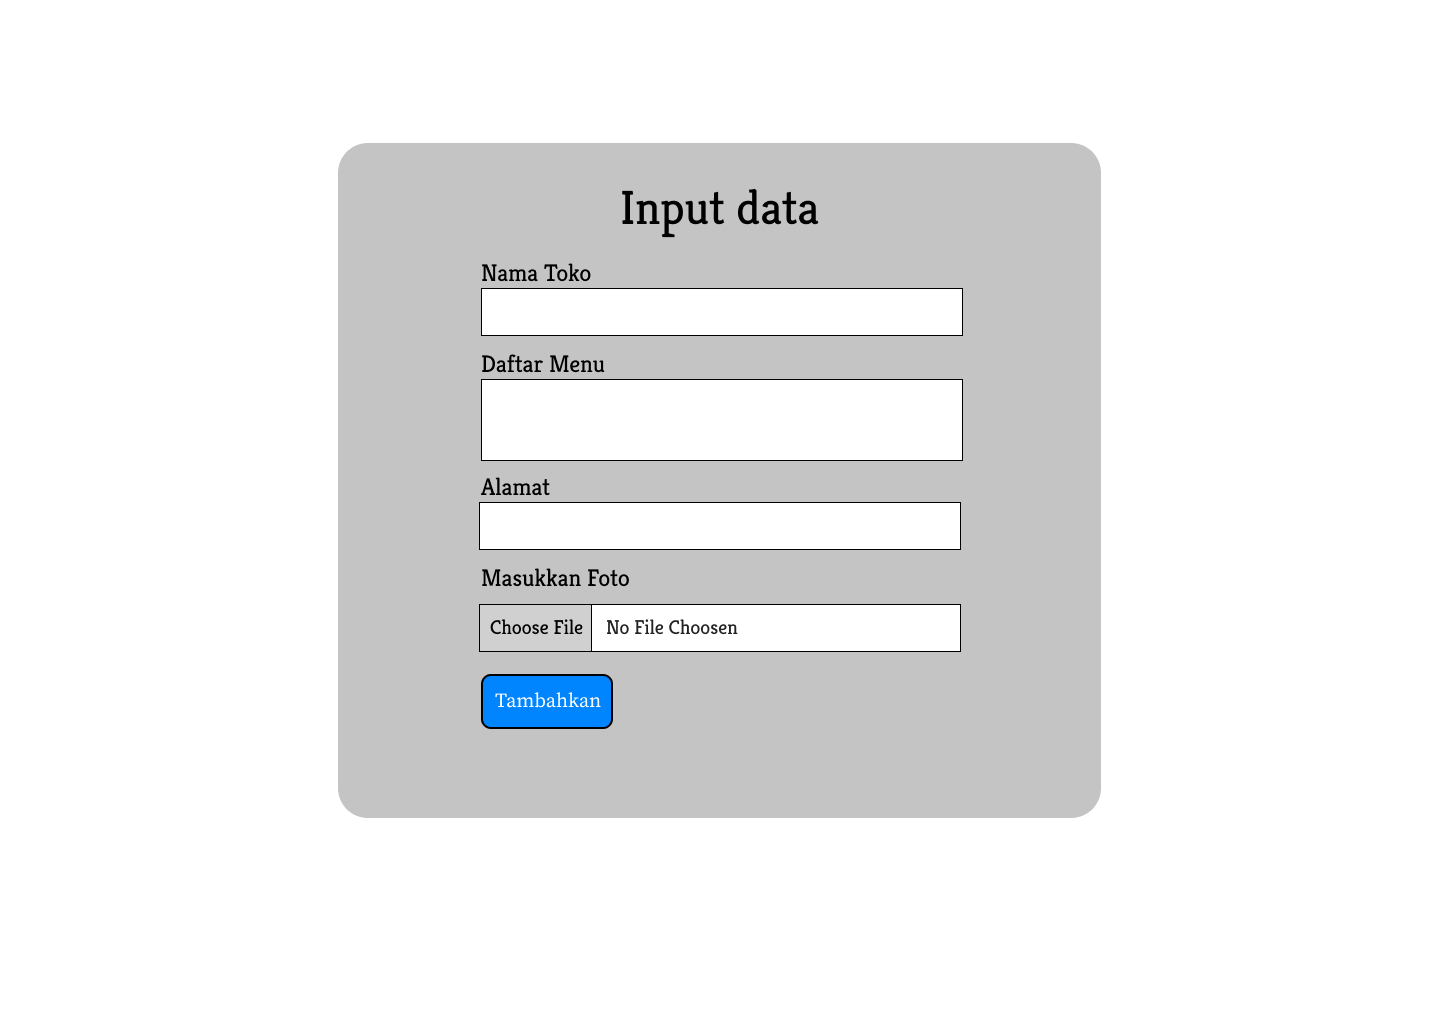 Input data
Nama Toko
Daftar Menu
Alamat
Masukkan Foto
Choose File No File Choosen
Tambahkan